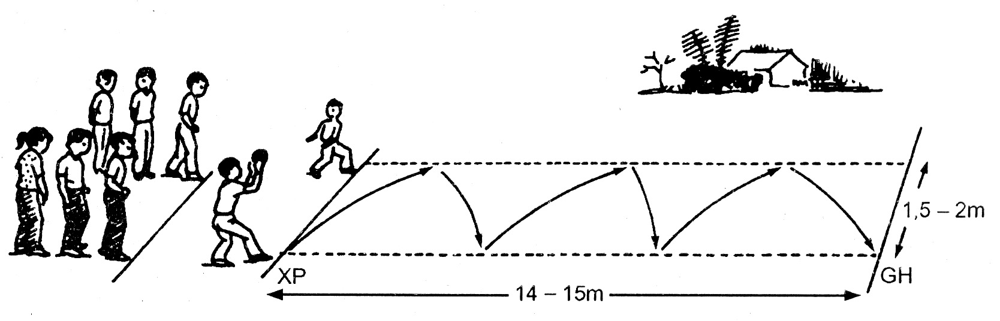 1,5 – 2m
XP
GH
14 – 15m